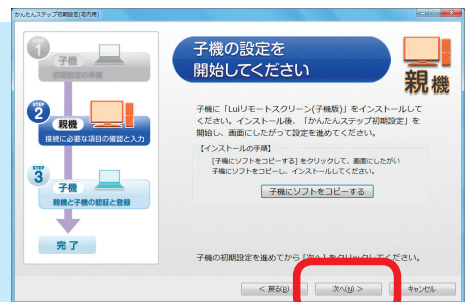 かんたんステップ初期設定(宅内用)
1
子機
初期設定の準備
STEP
2
親機
接続に必要な項目の確認と入力
STEP
3
子機
親機と子機の認証と登録
完了
子機の設定を
開始してください
親機
子機に「Luiリモートスクリーン(子機版)」をインストールして
ください。インストール後、「かんたんステップ初期設定」を
開始し、画面にしたがって設定を進めてください。
【インストールの手順】
[子機にソフトをコピーする]をクリックして、画面にしたがい
子機にソフトをコピーし、インストールしてください。
子機にソフトをコピーする
子機の初期設定を進めてから[次へ]をクリックしてください。
< 戻る(B)
次へ(N) >
キャンセル